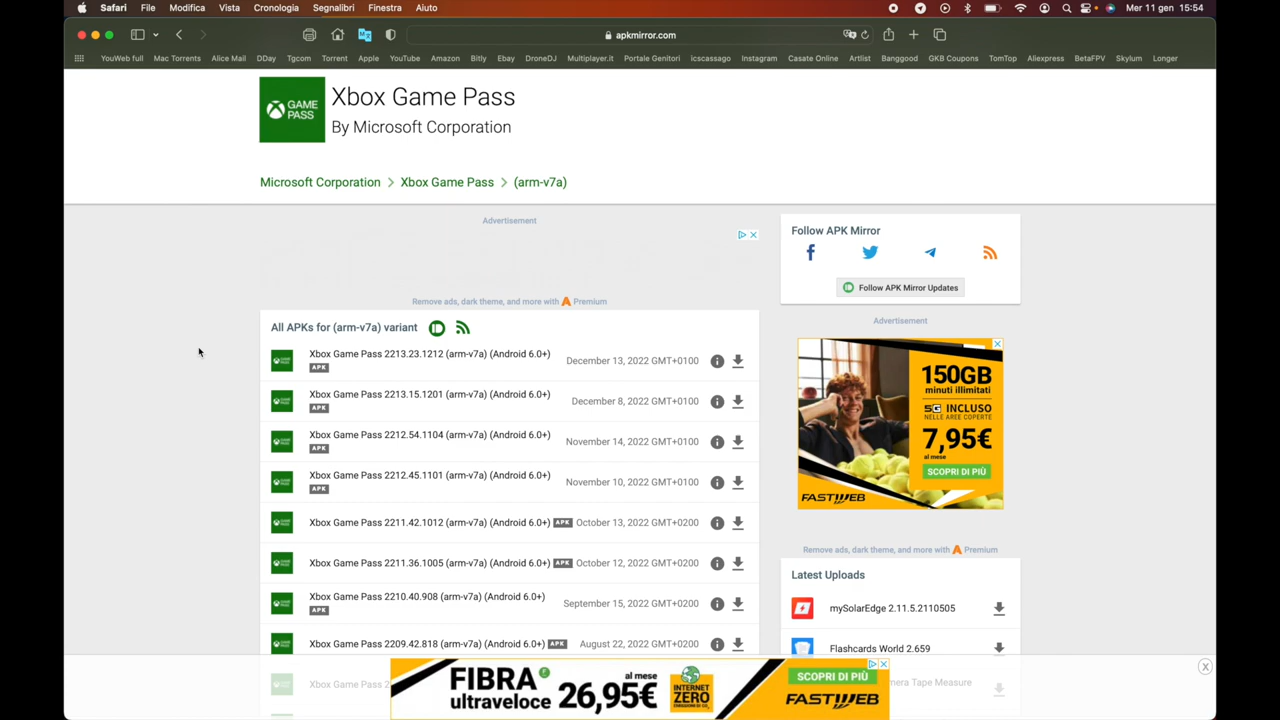 Safari File Modifica Vista Cronologia Segnalibri Finestra Aiuto Mer 11 gen 15:54
apkmirror.com
YouWeb full Mac Torrents Alice Mail DDay Tgcom Torrent Apple YouTube Amazon Bitly Ebay DroneDJ Multiplayer.it Portale Genitori icscassago Instagram Casate Online Artlist Banggood GKB Coupons TomTop Aliexpress BetaFPV Skylum Longer
GAME PASS
Xbox Game Pass
By Microsoft Corporation
Microsoft Corporation > Xbox Game Pass > (arm-v7a)
Advertisement
Remove ads, dark theme, and more with Premium
All APKs for (arm-v7a) variant
Xbox Game Pass 2213.23.1212 (arm-v7a) (Android 6.0+)
APK
December 13, 2022 GMT+0100
Xbox Game Pass 2213.15.1201 (arm-v7a) (Android 6.0+)
APK
December 8, 2022 GMT+0100
Xbox Game Pass 2212.54.1104 (arm-v7a) (Android 6.0+)
APK
November 14, 2022 GMT+0100
Xbox Game Pass 2212.45.1101 (arm-v7a) (Android 6.0+)
APK
November 10, 2022 GMT+0100
Xbox Game Pass 2211.42.1012 (arm-v7a) (Android 6.0+) APK October 13, 2022 GMT+0200
Xbox Game Pass 2211.36.1005 (arm-v7a) (Android 6.0+) APK October 12, 2022 GMT+0200
Xbox Game Pass 2210.40.908 (arm-v7a) (Android 6.0+)
APK
September 15, 2022 GMT+0200
Xbox Game Pass 2209.42.818 (arm-v7a) (Android 6.0+) APK August 22, 2022 GMT+0200
Xbox Game Pass 2
Follow APK Mirror
Follow APK Mirror Updates
Advertisement
150GB
minuti illimitati
5G INCLUSO
NELLE AREE COPERTE
7,95€
al mese
SCOPRI DI PIÙ
FASTWEB
Remove ads, dark theme, and more with Premium
Latest Uploads
mySolarEdge 2.11.5.2110505
Flashcards World 2.659
mera Tape Measure
FIBRA
ultraveloce
al mese
26,95€
INTERNET
ZERO
SCOPRI DI PIÙ
FASTWEB
X